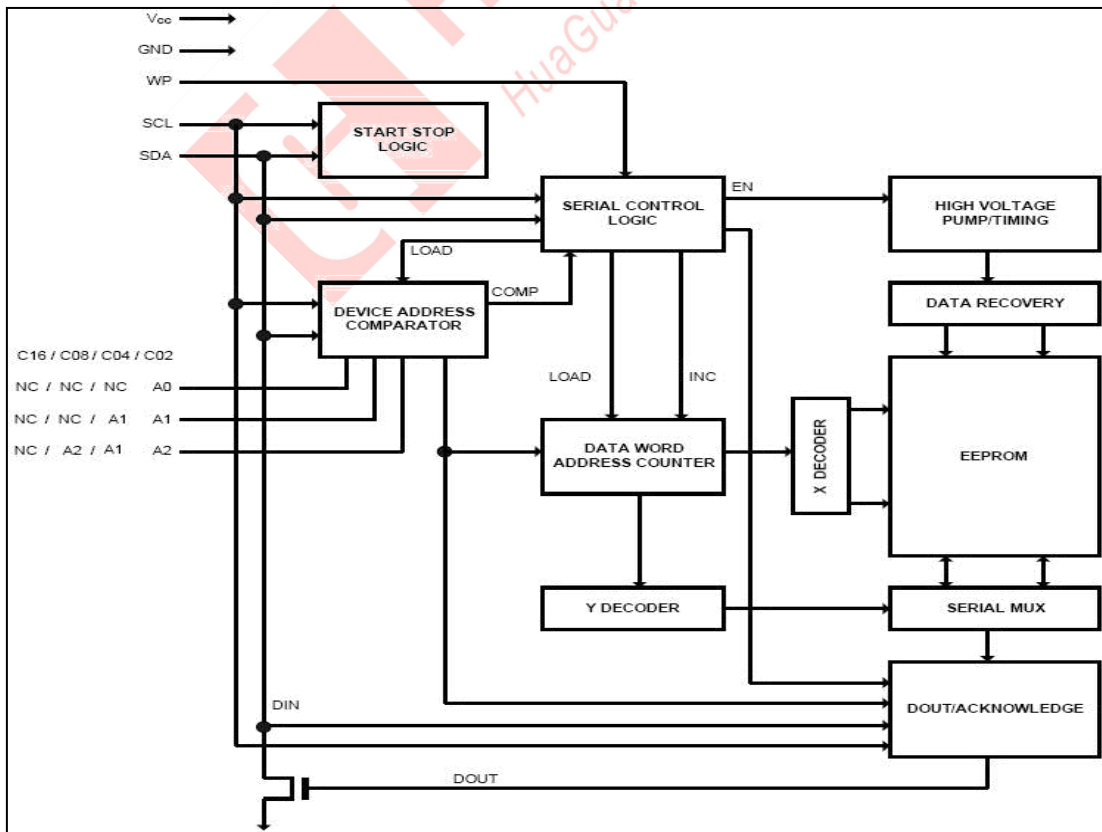 Vcc
GND
WP
SCL
SDA
START STOP
LOGIC
SERIAL CONTROL
LOGIC
EN
HIGH VOLTAGE
PUMP/TIMING
LOAD
COMP
DEVICE ADDRESS
COMPARATOR
DATA RECOVERY
C16 / C08 / C04 / C02
NC / NC / NC A0
NC / NC / A1 A1
NC / A2 / A1 A2
LOAD
INC
DATA WORD
ADDRESS COUNTER
X DECODER
EEPROM
Y DECODER
SERIAL MUX
DIN
DOUT/ACKNOWLEDGE
DOUT